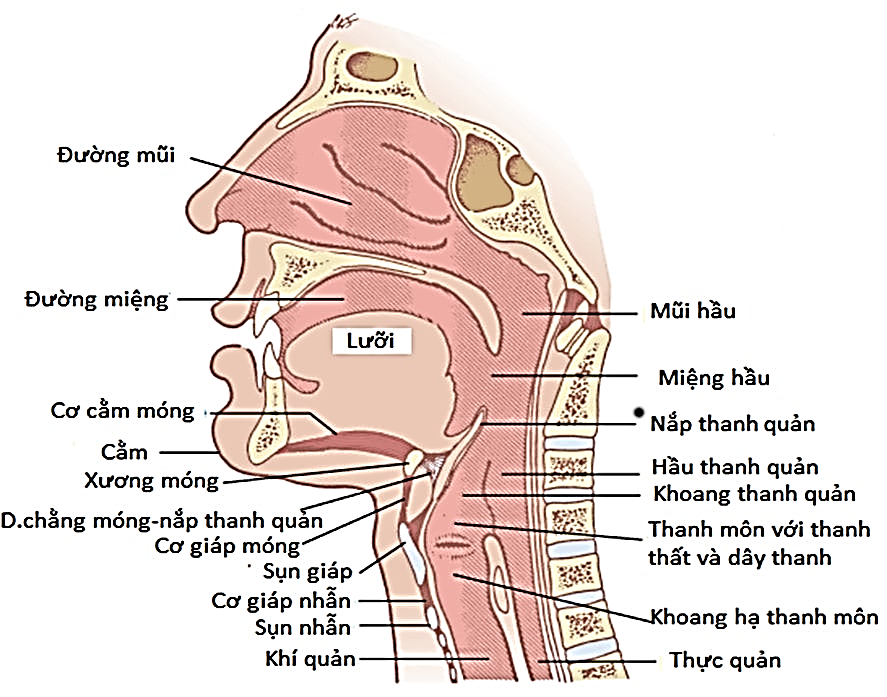 Đường mũi
Đường miệng
Lưỡi
Mũi hầu
Miệng hầu
Cơ cằm móng
Nắp thanh quản
Cằm
Hầu thanh quản
Xương móng
Khoang thanh quản
D.chằng móng-nắp thanh quản
Thanh môn với thanh
thất và dây thanh
Cơ giáp móng
Sụn giáp
Cơ giáp nhẫn
Khoang hạ thanh môn
Sụn nhẫn
Khí quản
Thực quản